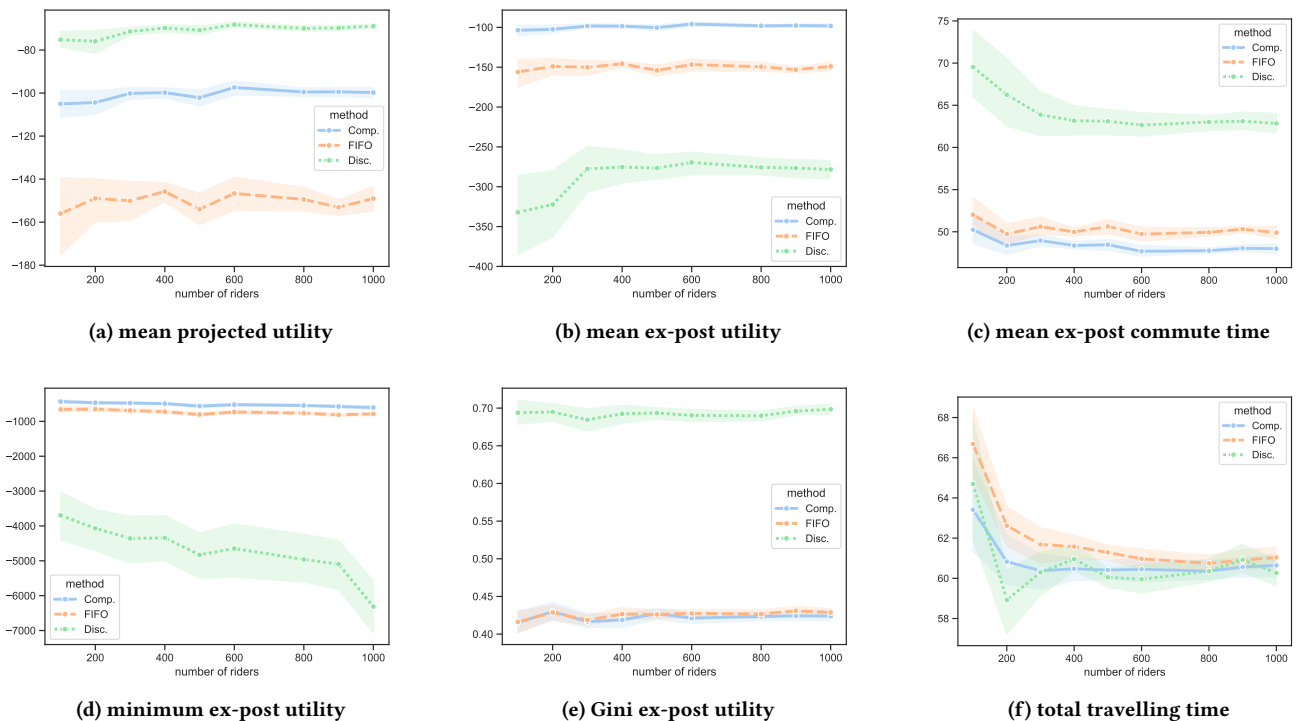 −80
−100
−120
−140
−160
−180
method
Comp.
FIFO
Disc.
200 400 600 800 1000
number of riders
(a) mean projected utility
−100
−150
−200
−250
−300
−350
−400
method
Comp.
FIFO
Disc.
200 400 600 800 1000
number of riders
(b) mean ex-post utility
75
70
65
60
55
50
method
Comp.
FIFO
Disc.
200 400 600 800 1000
number of riders
(c) mean ex-post commute time
−1000
−2000
−3000
−4000
−5000
−6000
−7000
method
Comp.
FIFO
Disc.
200 400 600 800 1000
number of riders
(d) minimum ex-post utility
0.70
0.65
0.60
0.55
0.50
0.45
0.40
method
Comp.
FIFO
Disc.
200 400 600 800 1000
number of riders
(e) Gini ex-post utility
68
66
64
62
60
58
method
Comp.
FIFO
Disc.
200 400 600 800 1000
number of riders
(f) total travelling time